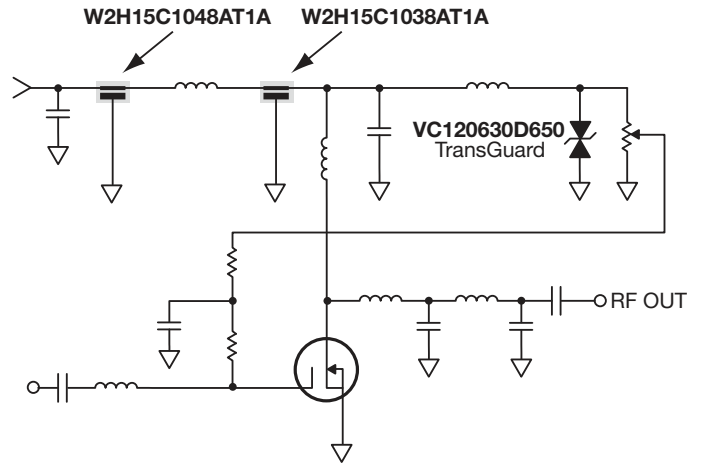 W2H15C1048AT1A
W2H15C1038AT1A
VC120630D650
TransGuard
RF OUT